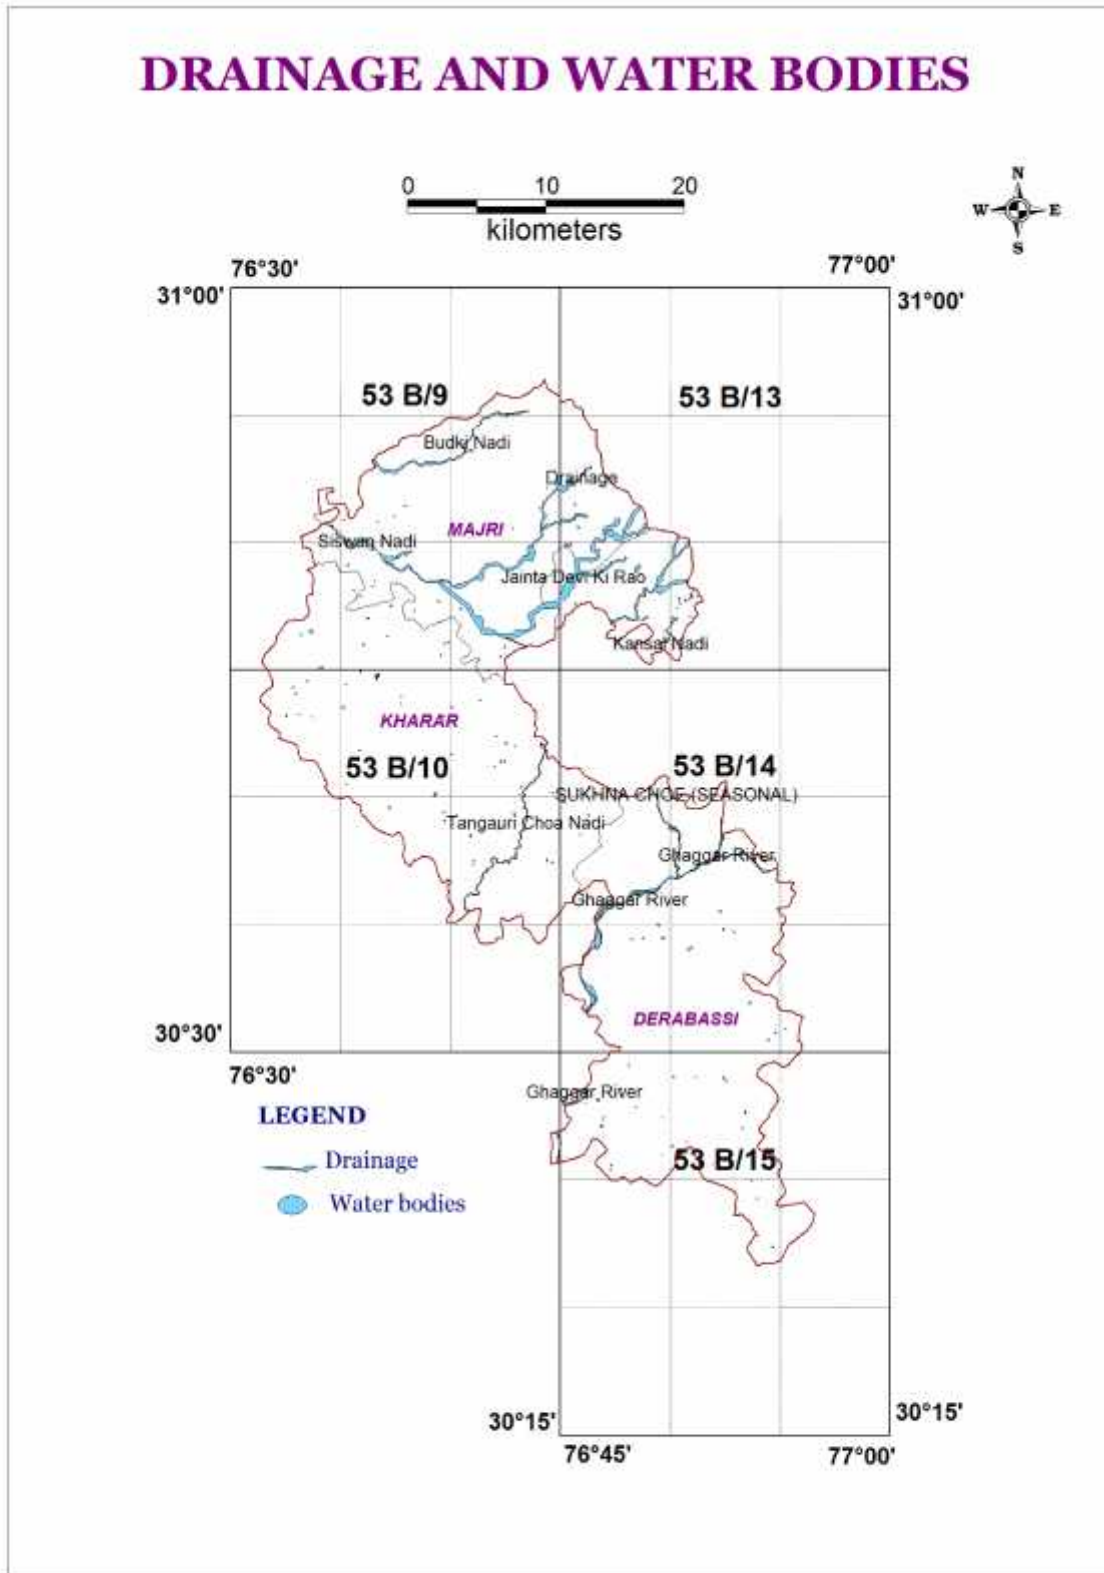 DRAINAGE AND WATER BODIES
0 10 20
kilometers
N
W E
S
76°30' 77°00'
31°00' 31°00'
53 B/9 53 B/13
Budki Nadi
Drainage
MAJRI
Siswan Nadi
Jainta Devi Ki Rao
Kansal Nadi
KHARAR
53 B/10 53 B/14
SUKHNA CHOE (SEASONAL)
Tangauri Choa Nadi
Ghaggar River
Ghaggar River
DERABASSI
30°30'
76°30'
Ghaggar River
LEGEND
Drainage
53 B/15
Water bodies
30°15' 30°15'
76°45' 77°00'